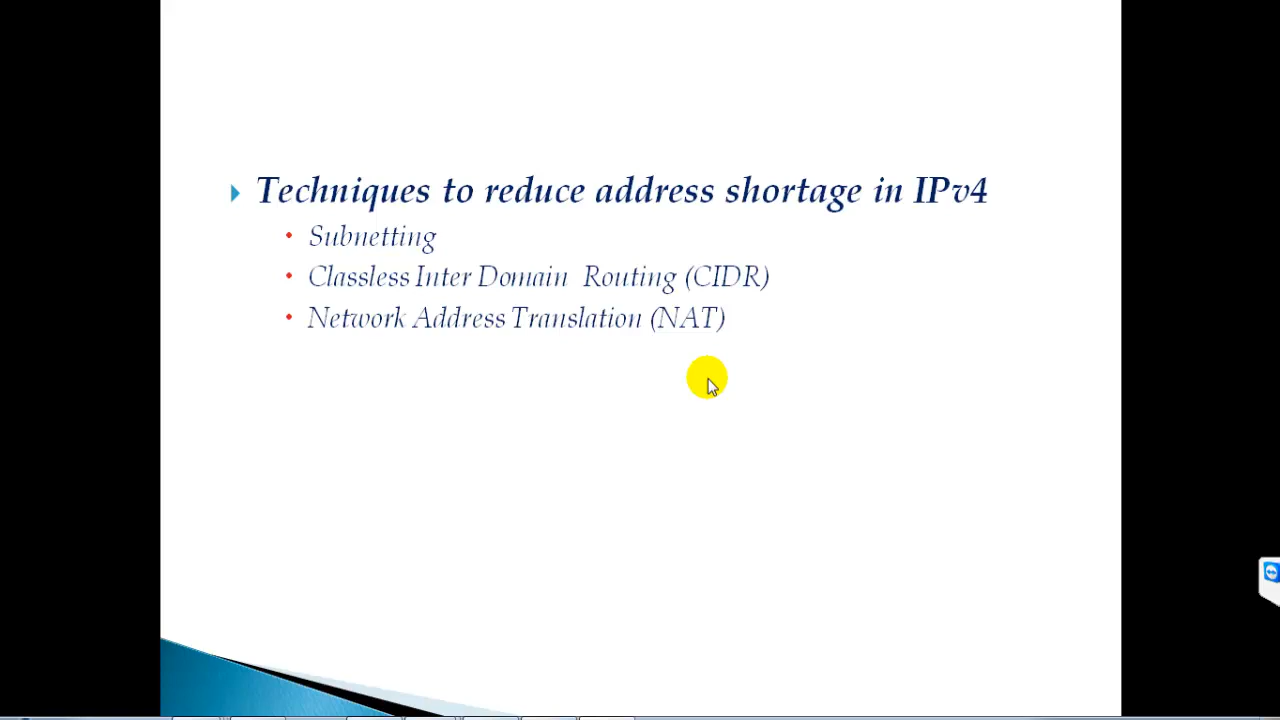 Techniques to reduce address shortage in IPv4
Subnetting
Classless Inter Domain Routing (CIDR)
Network Address Translation (NAT)